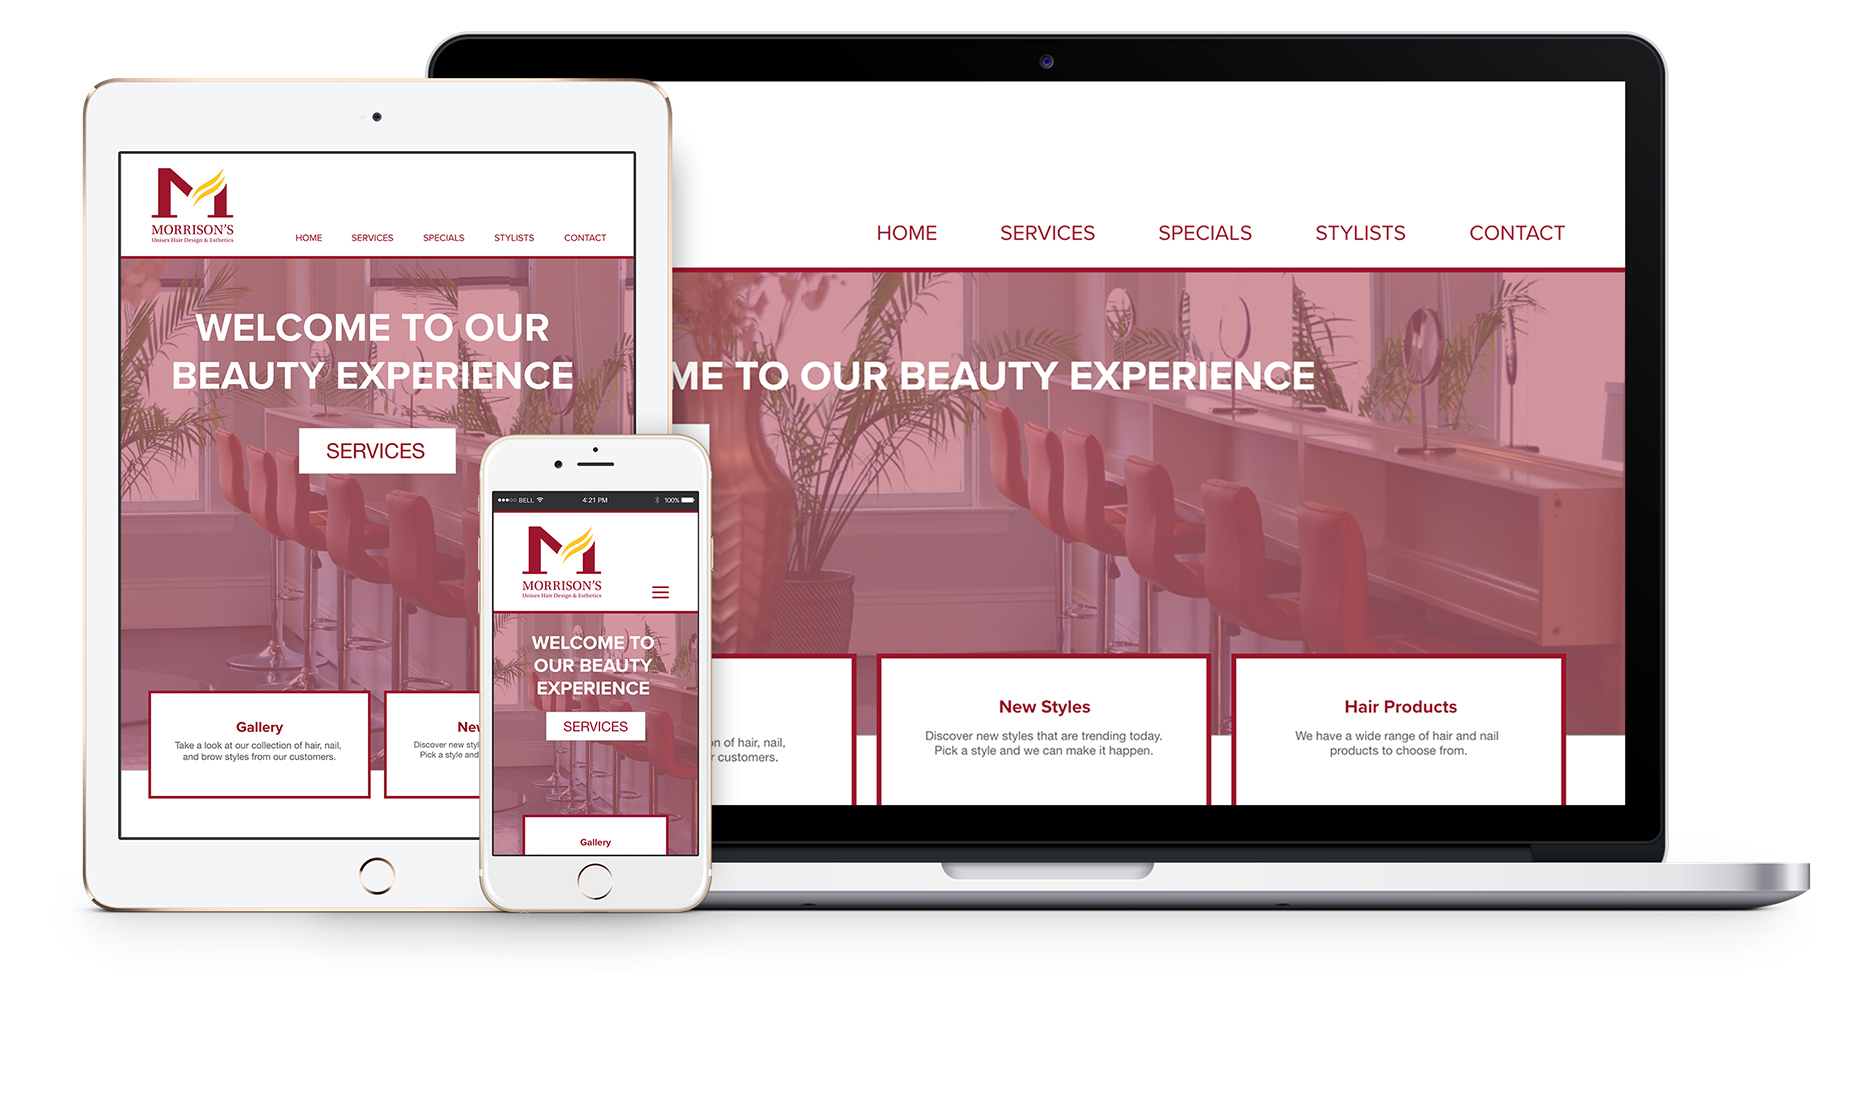 MORRISON'S
Unisex Hair Design & Esthetics
HOME SERVICES SPECIALS STYLISTS CONTACT
WELCOME TO OUR
BEAUTY EXPERIENCE
SERVICES
Gallery
Take a look at our collection of hair, nail,
and brow styles from our customers.
Discover new
Pick a style and
BELL 4:21 PM 100%
MORRISON'S
Unisex Hair Design & Esthetics
WELCOME TO
OUR BEAUTY
EXPERIENCE
SERVICES
Gallery
HOME SERVICES SPECIALS STYLISTS CONTACT
ME TO OUR BEAUTY EXPERIENCE
n of hair, nail,
r customers.
New Styles
Discover new styles that are trending today.
Pick a style and we can make it happen.
Hair Products
We have a wide range of hair and nail
products to choose from.